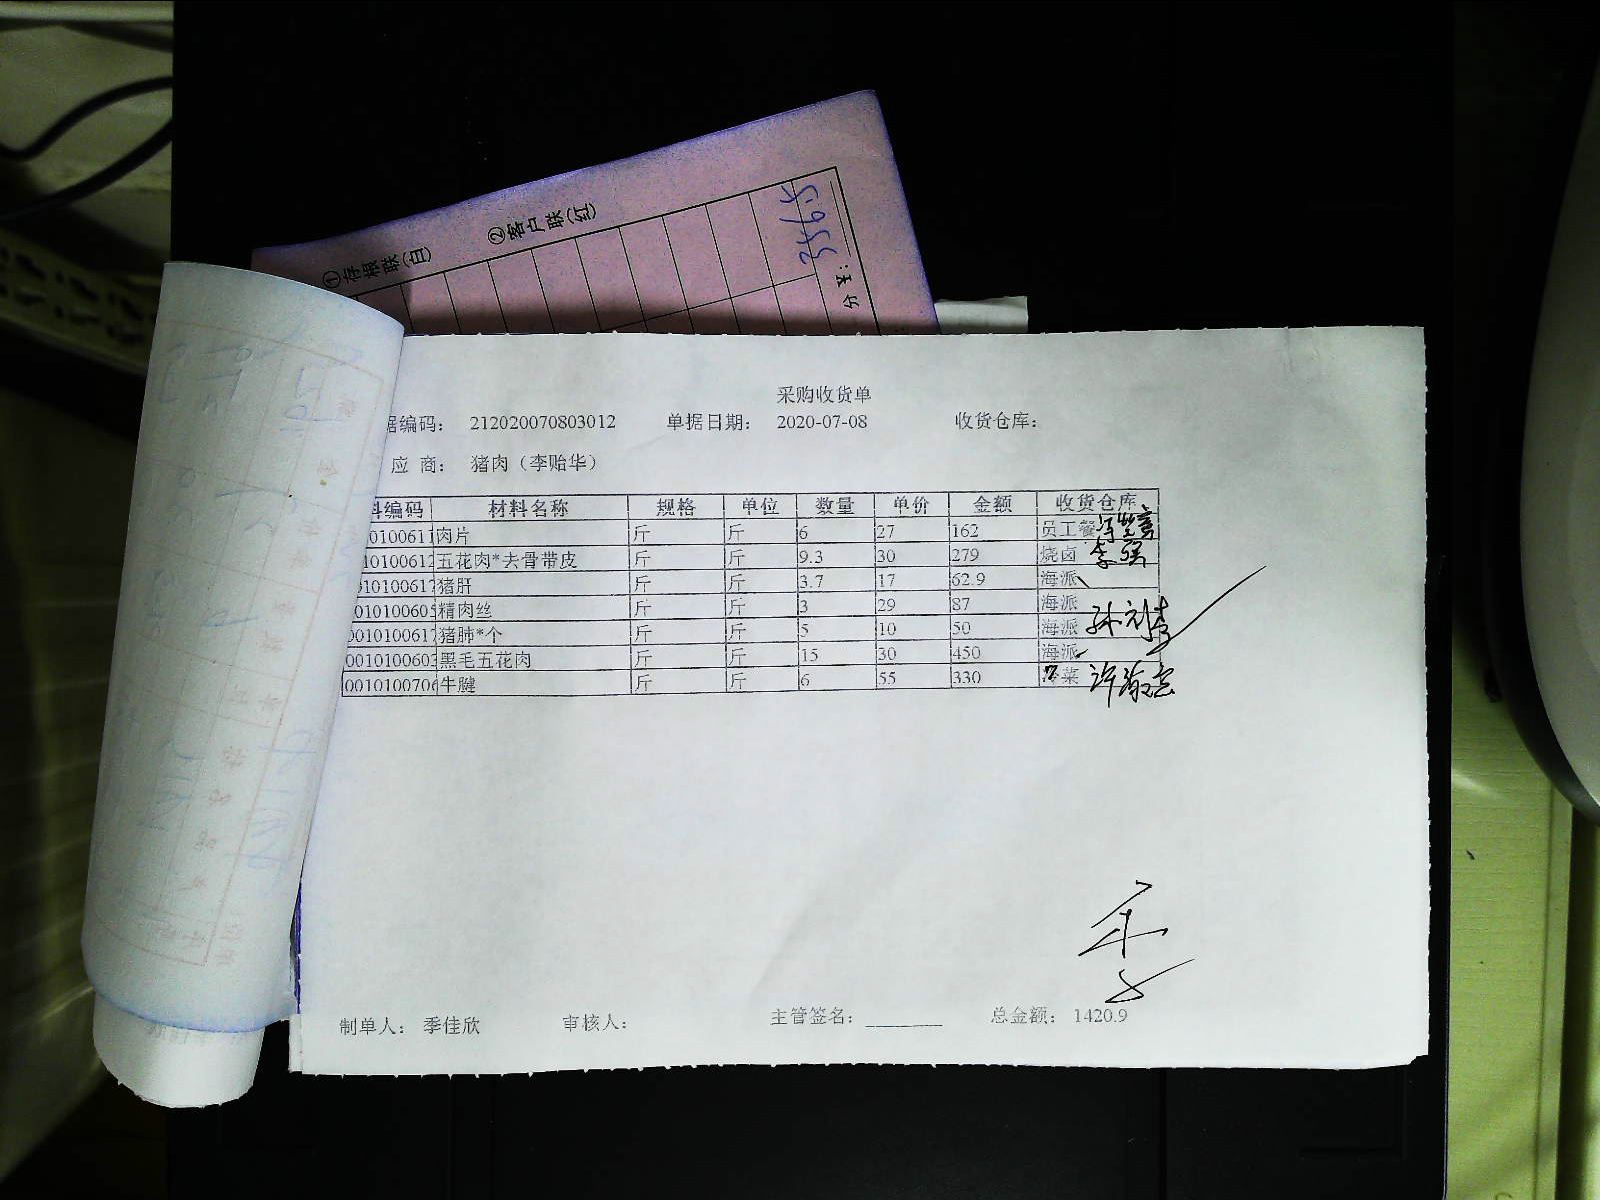 ①存根联(白) ②客户联(红)
分 ¥:
采购收货单
据编码： 212020070803012 单据日期： 2020-07-08 收货仓库：
应 商： 猪肉（李贻华）
料编码 材料名称 规格 单位 数量 单价 金额 收货仓库
010100611 肉片 斤 斤 6 27 162 员工餐
010100612 五花肉*去骨带皮 斤 斤 9.3 30 279 烧卤 李强
010100617 猪肝 斤 斤 3.7 17 62.9 海派
010100605 精肉丝 斤 斤 3 29 87 海派
0010100617 猪肺*个 斤 斤 5 10 50 海派
0010100603 黑毛五花肉 斤 斤 15 30 450 海派
0010100706 牛腱 斤 斤 6 55 330 菜
制单人： 季佳欣 审核人： 主管签名： 总金额： 1420.9